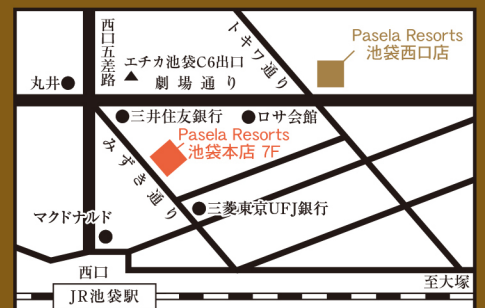 西口五差路
トキワ通り
Pasela Resorts
池袋西口店
エチカ池袋C6出口
丸井
劇場通り
三井住友銀行
ロサ会館
Pasela Resorts
池袋本店 7F
みずき通り
三菱東京UFJ銀行
マクドナルド
西口
至大塚
JR池袋駅